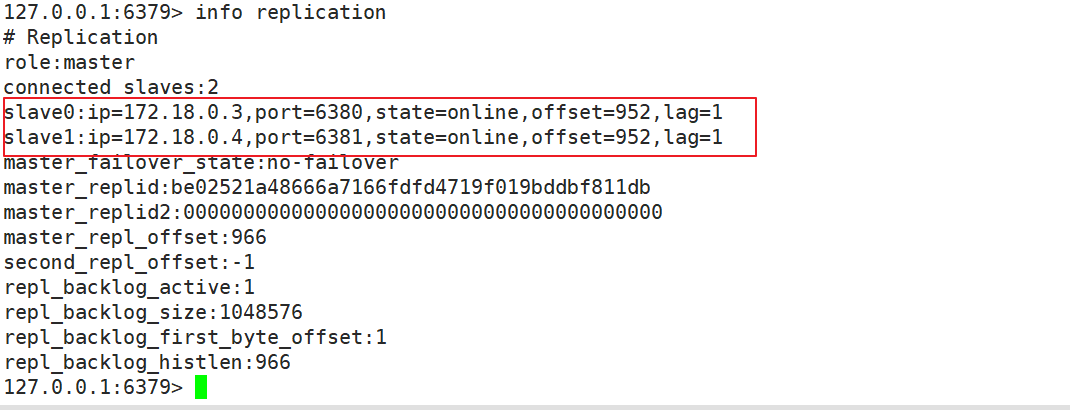 127.0.0.1:6379> info replication
# Replication
role:master
connected_slaves:2
slave0:ip=172.18.0.3,port=6380,state=online,offset=952,lag=1
slave1:ip=172.18.0.4,port=6381,state=online,offset=952,lag=1
master_failover_state:no-failover
master_replid:be02521a48666a7166fdfd4719f019bddbf811db
master_replid2:0000000000000000000000000000000000000000
master_repl_offset:966
second_repl_offset:-1
repl_backlog_active:1
repl_backlog_size:1048576
repl_backlog_first_byte_offset:1
repl_backlog_histlen:966
127.0.0.1:6379>